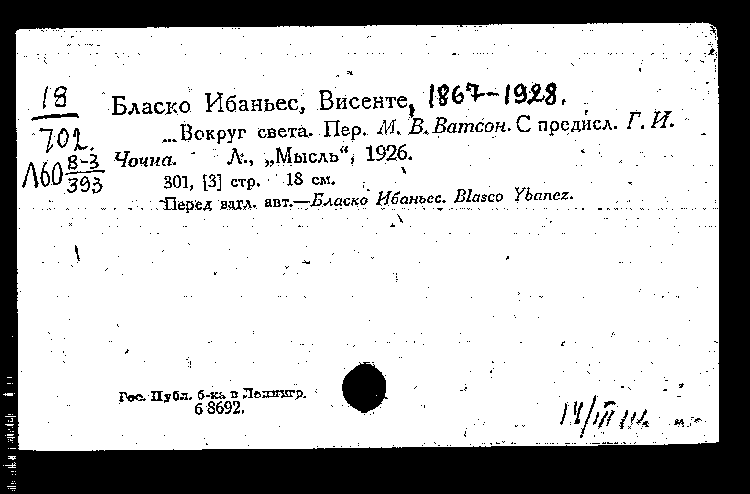 18
702.
Л60 В-3
393
Бласко Ибаньес, Висенте, 1867-1928.
...Вокруг света. Пер. М. В. Ватсон. С предисл. Г. И.
Чочиа. Л., „Мысль“, 1926.
301, [3] стр. 18 см.
Перед загл. авт.—Бласко Ибаньес. Blasco Ybanez.
Гос. Публ. б-ка в Ленингр.
6 8692.